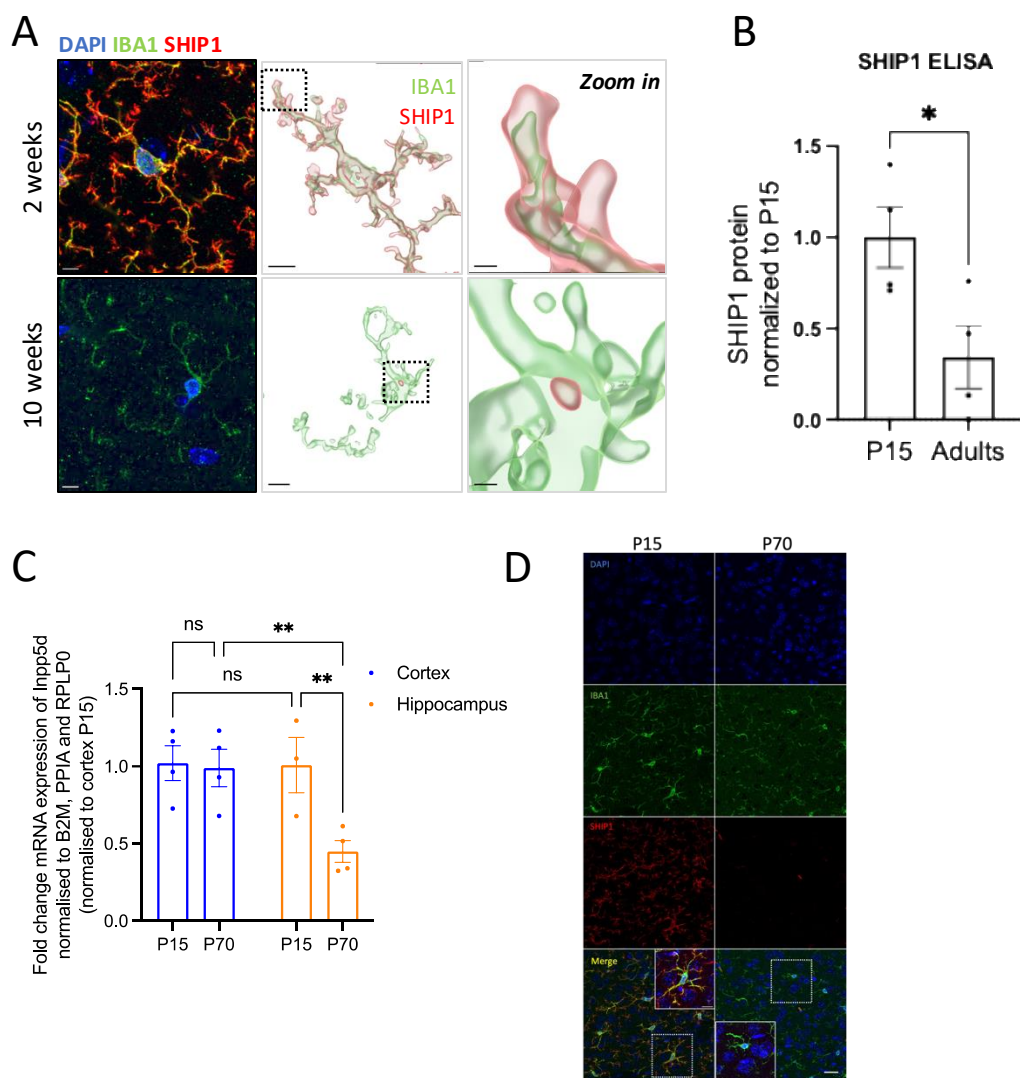 A
DAPI IBA1 SHIP1
2 weeks
IBA1
SHIP1
Zoom in
10 weeks
B
SHIP1 ELISA
*
SHIP1 protein
normalized to P15
1.5
1.0
0.5
0.0
P15 Adults
C
Fold change mRNA expression of Inpp5d
normalised to B2M, PPIA and RPLP0
(normalised to cortex P15)
ns
**
ns
**
Cortex
Hippocampus
1.5
1.0
0.5
0.0
P15 P70 P15 P70
D
P15 P70
DAPI
IBA1
SHIP1
Merge